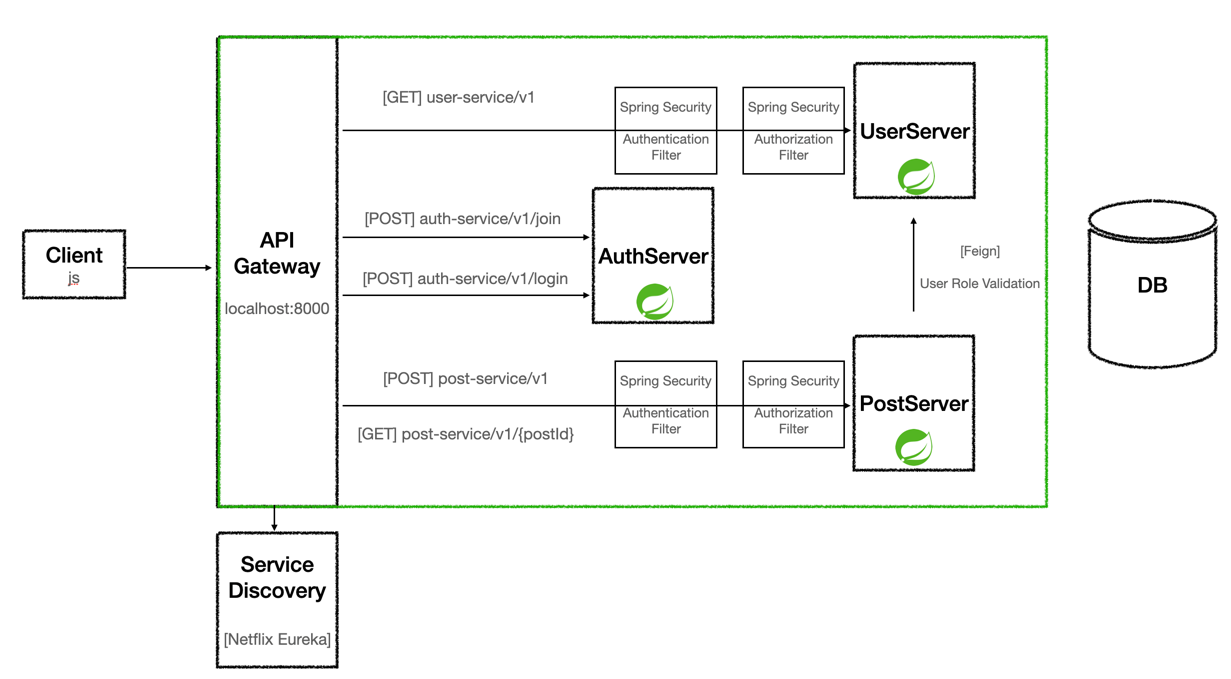 Client
js
API
Gateway
localhost:8000
[GET] user-service/v1
Spring Security
Authentication
Filter
Spring Security
Authorization
Filter
UserServer
[POST] auth-service/v1/join
[POST] auth-service/v1/login
AuthServer
[Feign]
User Role Validation
[POST] post-service/v1
[GET] post-service/v1/{postId}
Spring Security
Authentication
Filter
Spring Security
Authorization
Filter
PostServer
DB
Service
Discovery
[Netflix Eureka]